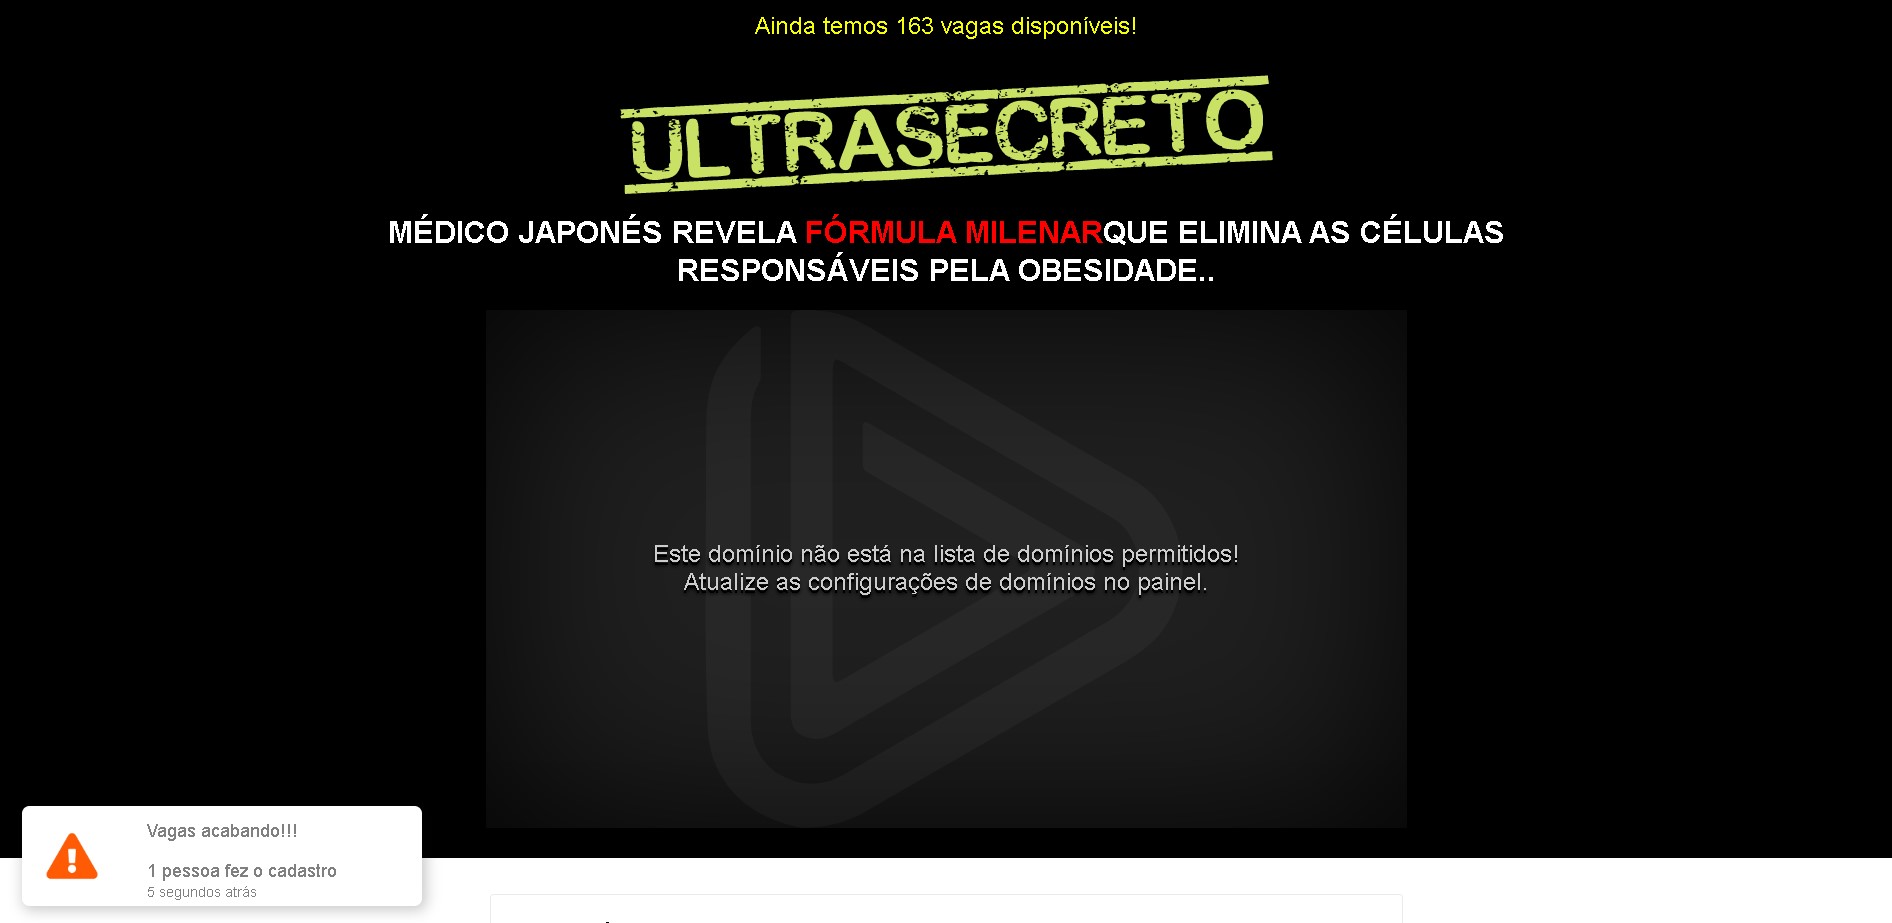 Ainda temos 163 vagas disponíveis!
ULTRASECRETO
MÉDICO JAPONÉS REVELA FÓRMULA MILENARQUE ELIMINA AS CÉLULAS
RESPONSÁVEIS PELA OBESIDADE..
Este domínio não está na lista de domínios permitidos!
Atualize as configurações de domínios no painel.
Vagas acabando!!!
1 pessoa fez o cadastro
5 segundos atrás